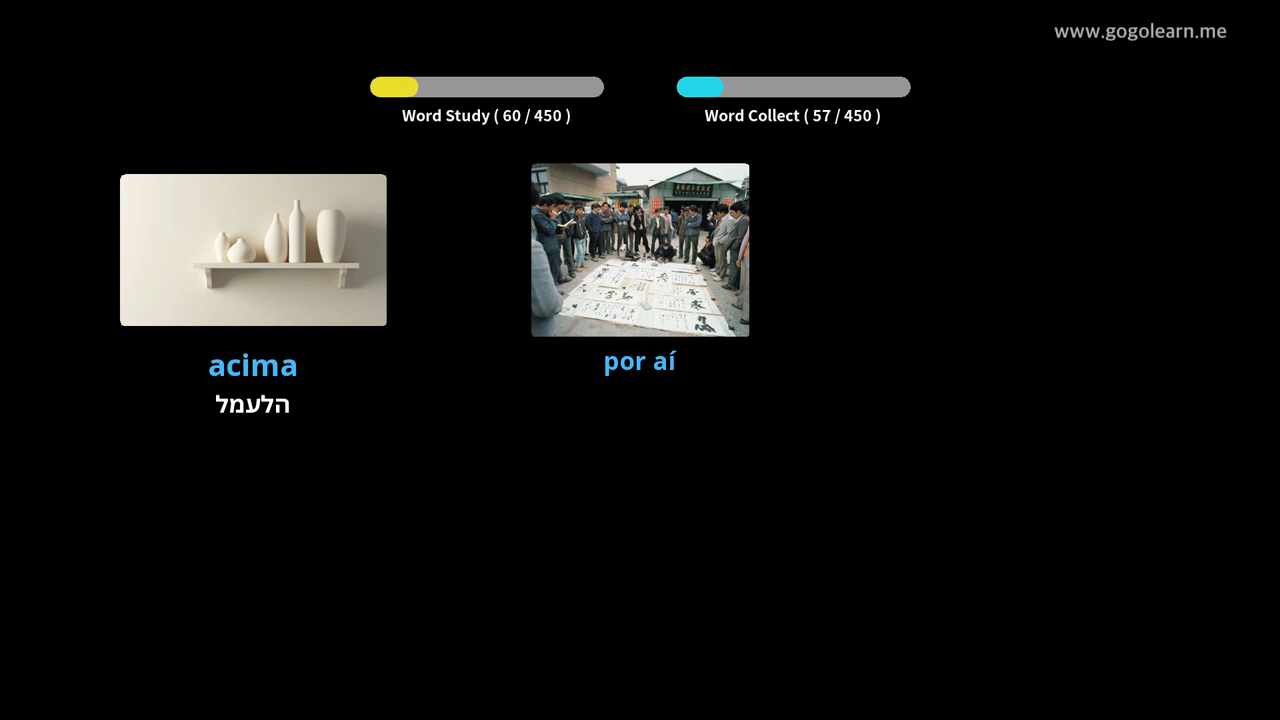 www.gogolearn.me
Word Study ( 60 / 450 )
Word Collect ( 57 / 450 )
acima
הלעמל
por aí